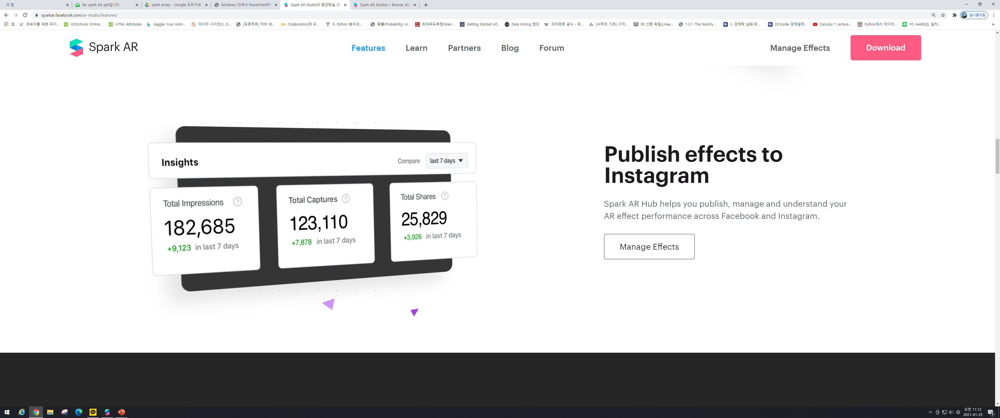 새 탭
Re: spark AR ppt입니다
spark ar.key - Google 드라이브
Windows 10에서 PowerPoint에서
Spark AR Studio의 증강현실 경
Spark AR Studios – Browse, disc
sparkar.facebook.com/ar-studio/features/
일시중지됨
앱
초보자를 위한 파이...
W3Schools Online...
HTML Attributes
Kaggle: Your Hom...
데이터 사이언스 스...
[프로젝트] 자바 네...
Colaboratory에 오...
R, Python 분석과...
확률(Probability) vs...
최대우도추정(Maxi...
Getting Started wit...
Data mining 정의
크라메르 공식 - 위...
[수학의 기초] 기저...
09 선형 독립(Linea...
1.3.1. The NumPy...
II. 경제학 심화(국...
DCinside 경제갤에...
Calculus 1 Lecture...
Python에서 데이터...
10. HeidiSQL 설치...
Spark AR
Features
Learn
Partners
Blog
Forum
Manage Effects
Download
Insights
Compare
last 7 days
Total Impressions ?
182,685
+9,123 in last 7 days
Total Captures ?
123,110
+7,878 in last 7 days
Total Shares ?
25,829
+3,926 in last 7 days
Publish effects to
Instagram
Spark AR Hub helps you publish, manage and understand your
AR effect performance across Facebook and Instagram.
Manage Effects
TALK
오전 11:12
2021-01-25
1